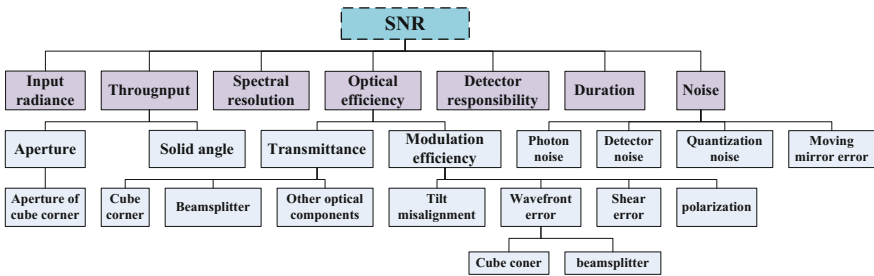 SNR
Input
radiance
Througnput
Spectral
resolution
Optical
efficiency
Detector
responsibility
Duration
Noise
Aperture
Solid angle
Transmittance
Modulation
efficiency
Photon
noise
Detector
noise
Quantization
noise
Moving
mirror error
Aperture of
cube corner
Cube
corner
Beamsplitter
Other optical
components
Tilt
misalignment
Wavefront
error
Shear
error
polarization
Cube coner
beamsplitter